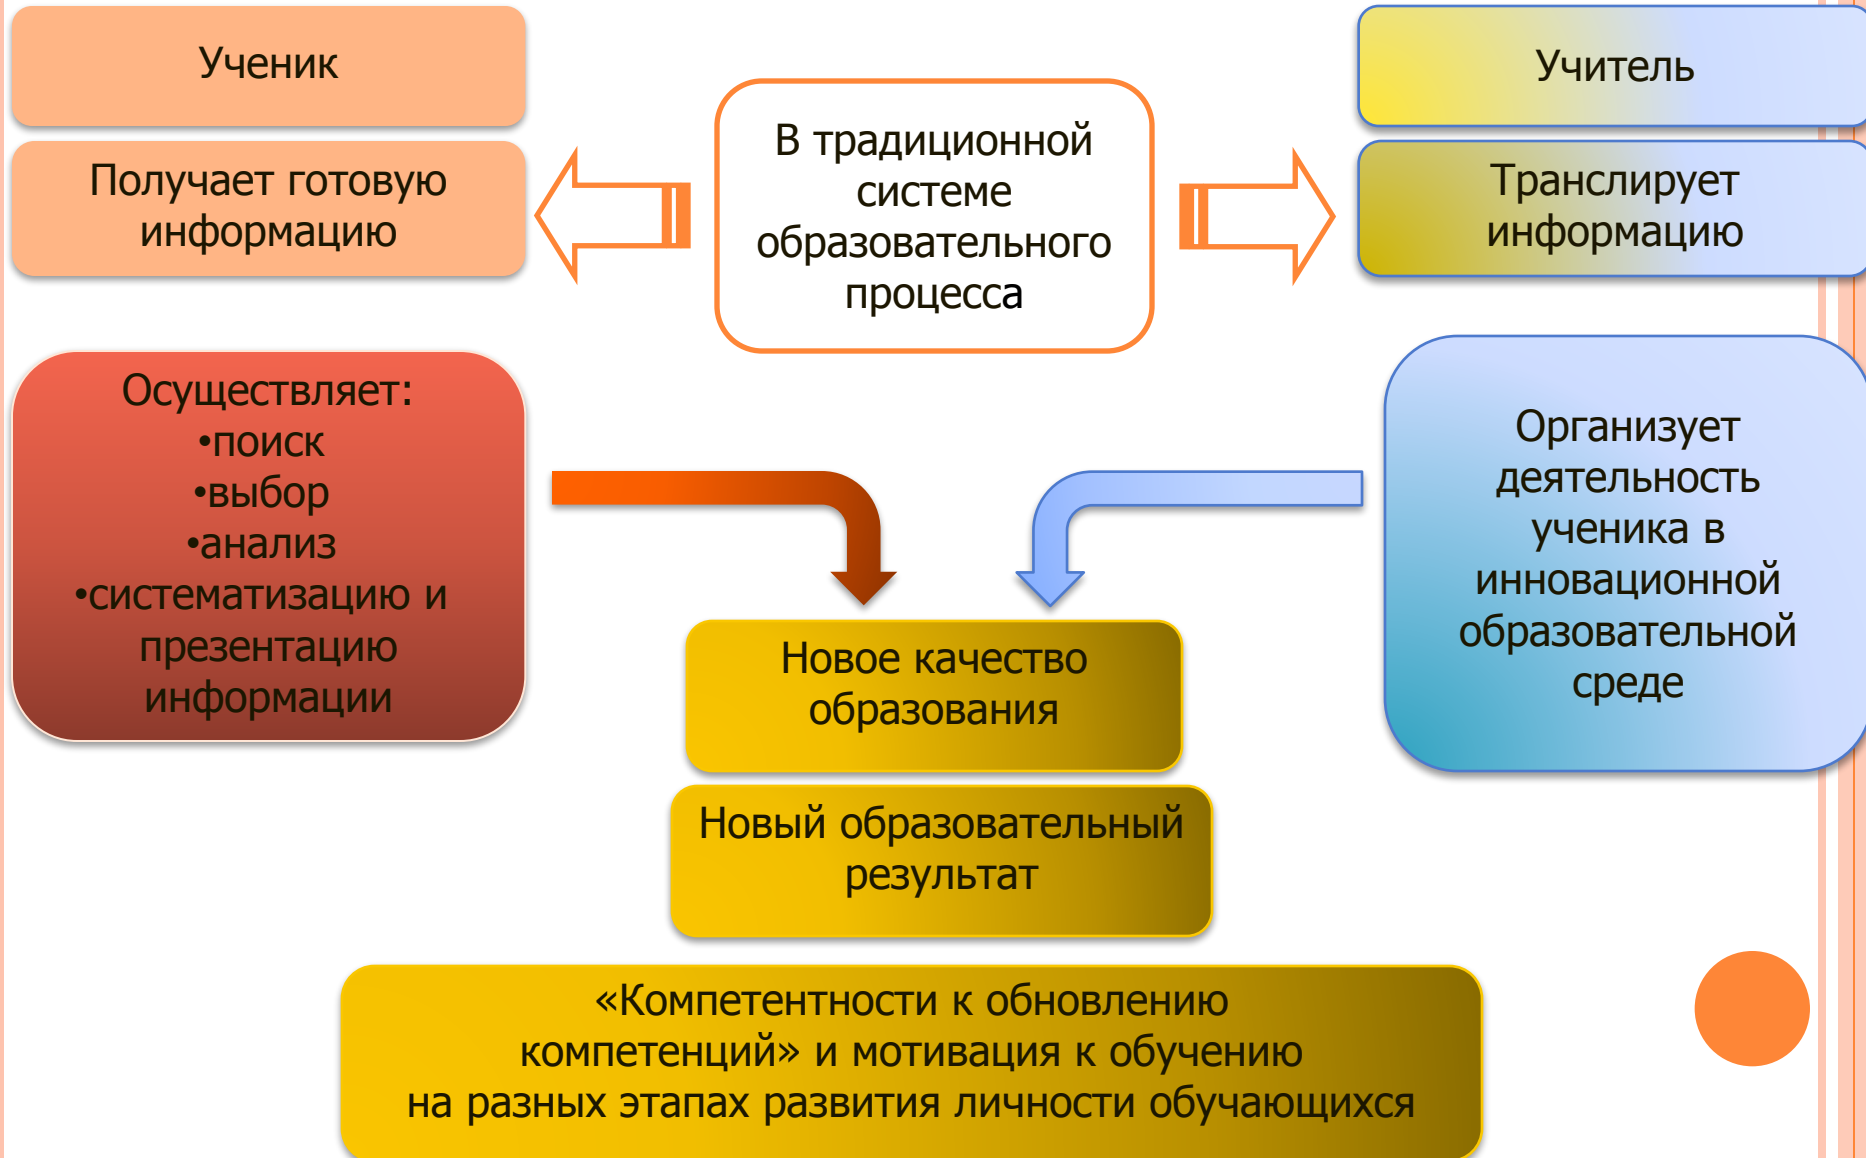 Ученик
Получает готовую
информацию
В традиционной
системе
образовательного
процесса
Учитель
Транслирует
информацию
Осуществляет:
•поиск
•выбор
•анализ
•систематизацию и
презентацию
информации
Организует
деятельность
ученика в
инновационной
образовательной
среде
Новое качество
образования
Новый образовательный
результат
«Компетентности к обновлению
компетенций» и мотивация к обучению
на разных этапах развития личности обучающихся